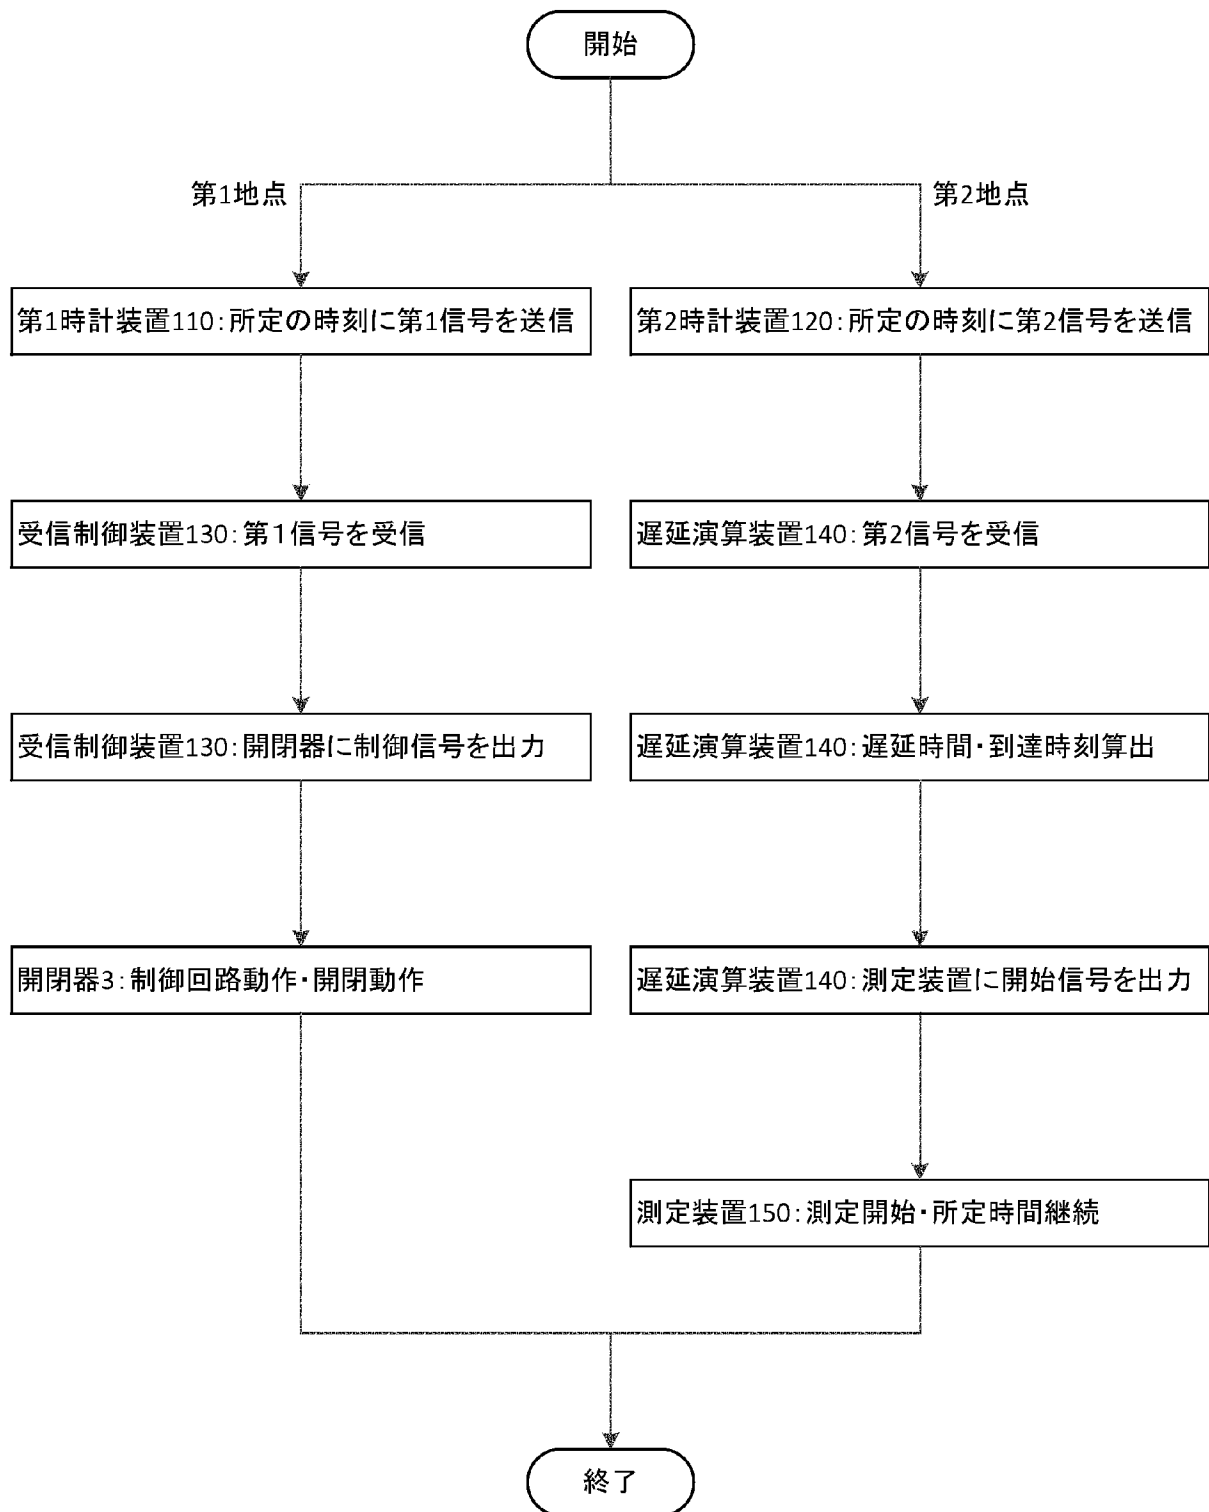 開始
第1地点
第2地点
第1時計装置110:所定の時刻に第1信号を送信
第2時計装置120:所定の時刻に第2信号を送信
受信制御装置130:第１信号を受信
遅延演算装置140:第2信号を受信
受信制御装置130:開閉器に制御信号を出力
遅延演算装置140:遅延時間・到達時刻算出
開閉器3:制御回路動作・開閉動作
遅延演算装置140:測定装置に開始信号を出力
測定装置150:測定開始・所定時間継続
終了